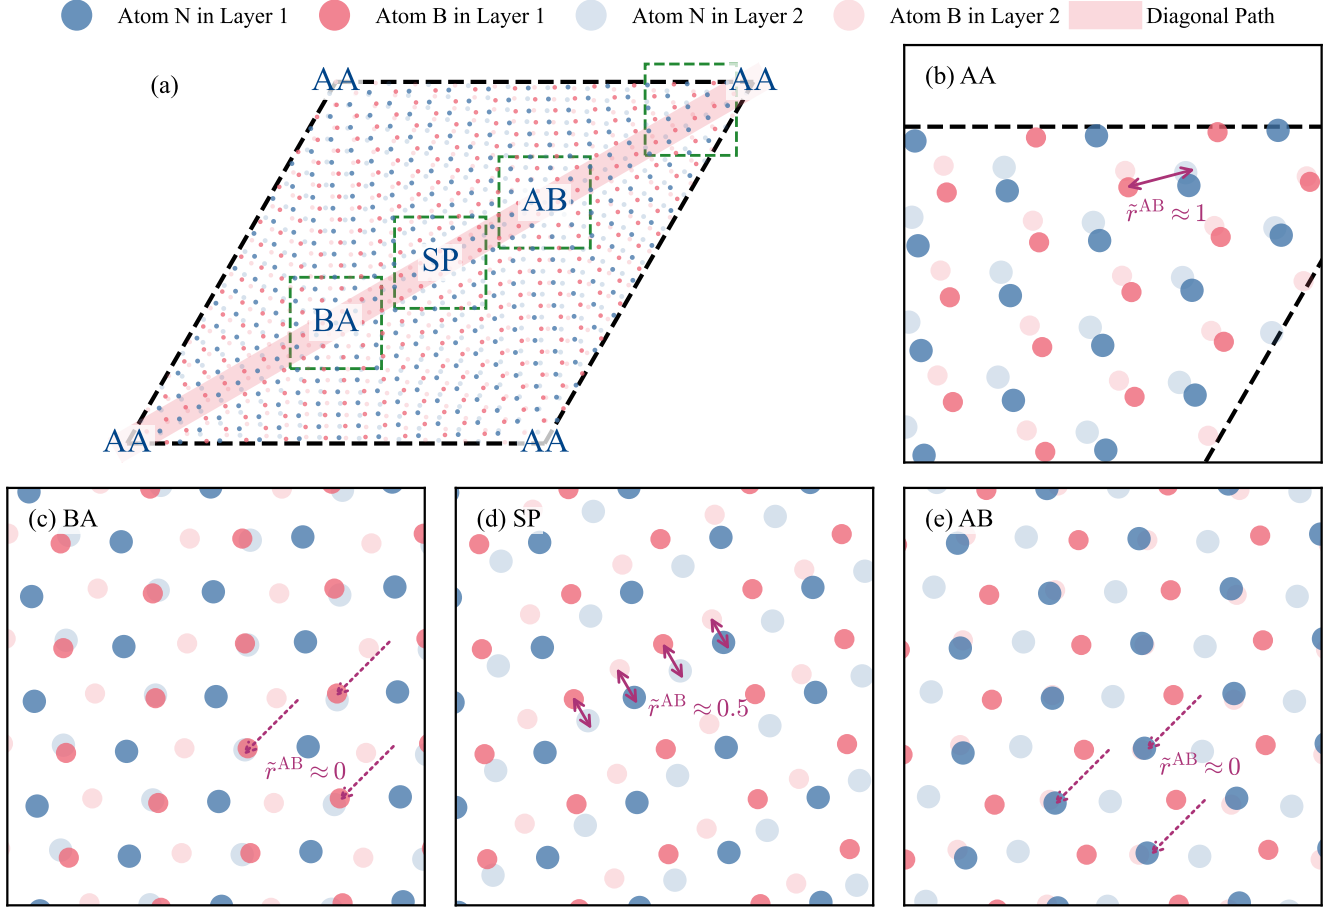 Atom N in Layer 1 Atom B in Layer 1 Atom N in Layer 2 Atom B in Layer 2 Diagonal Path
(a)
AA AA
AB
SP
BA
AA AA
(b) AA
r̃ᴬᴮ ≈ 1
(c) BA
r̃ᴬᴮ ≈ 0
(d) SP
r̃ᴬᴮ ≈ 0.5
(e) AB
r̃ᴬᴮ ≈ 0